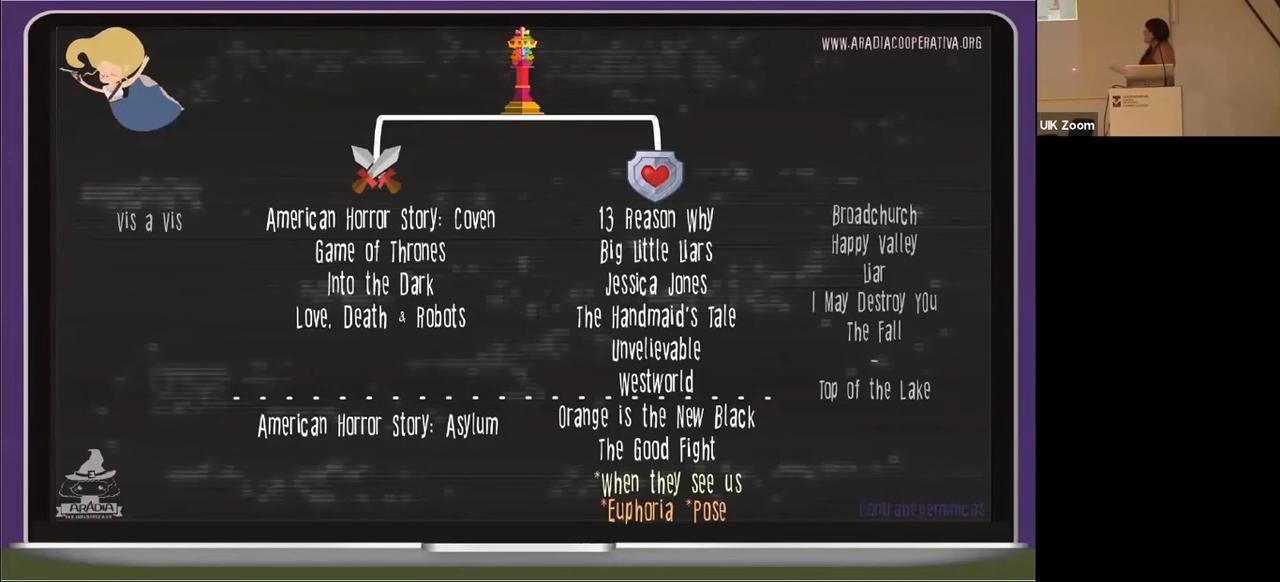 WWW.ARADIACOOPERATIVA.ORG
UIK Zoom
Vis a Vis
American Horror Story: Coven
Game of Thrones
Into the Dark
Love, Death & Robots
American Horror Story: Asylum
13 Reason Why
Big Little Liars
Jessica Jones
The Handmaid's Tale
Unvelievable
Westworld
Orange is the New Black
The Good Fight
*When they see us
*Euphoria *Pose
Broadchurch
Happy Valley
Liar
I May Destroy You
The Fall
-
Top of the Lake
ARADIA
Contrahegemónicas